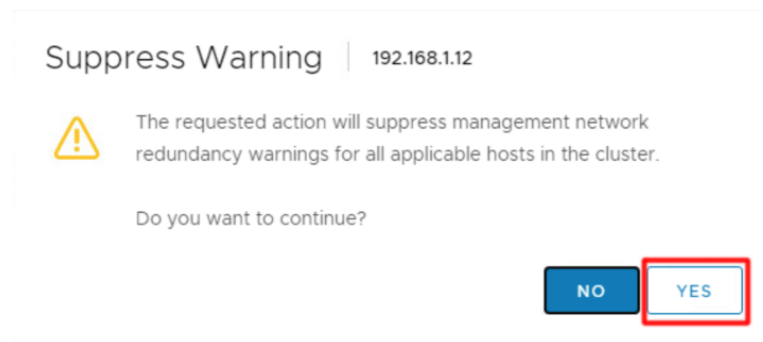 Suppress Warning 192.168.1.12
The requested action will suppress management network
redundancy warnings for all applicable hosts in the cluster.
Do you want to continue?
NO YES